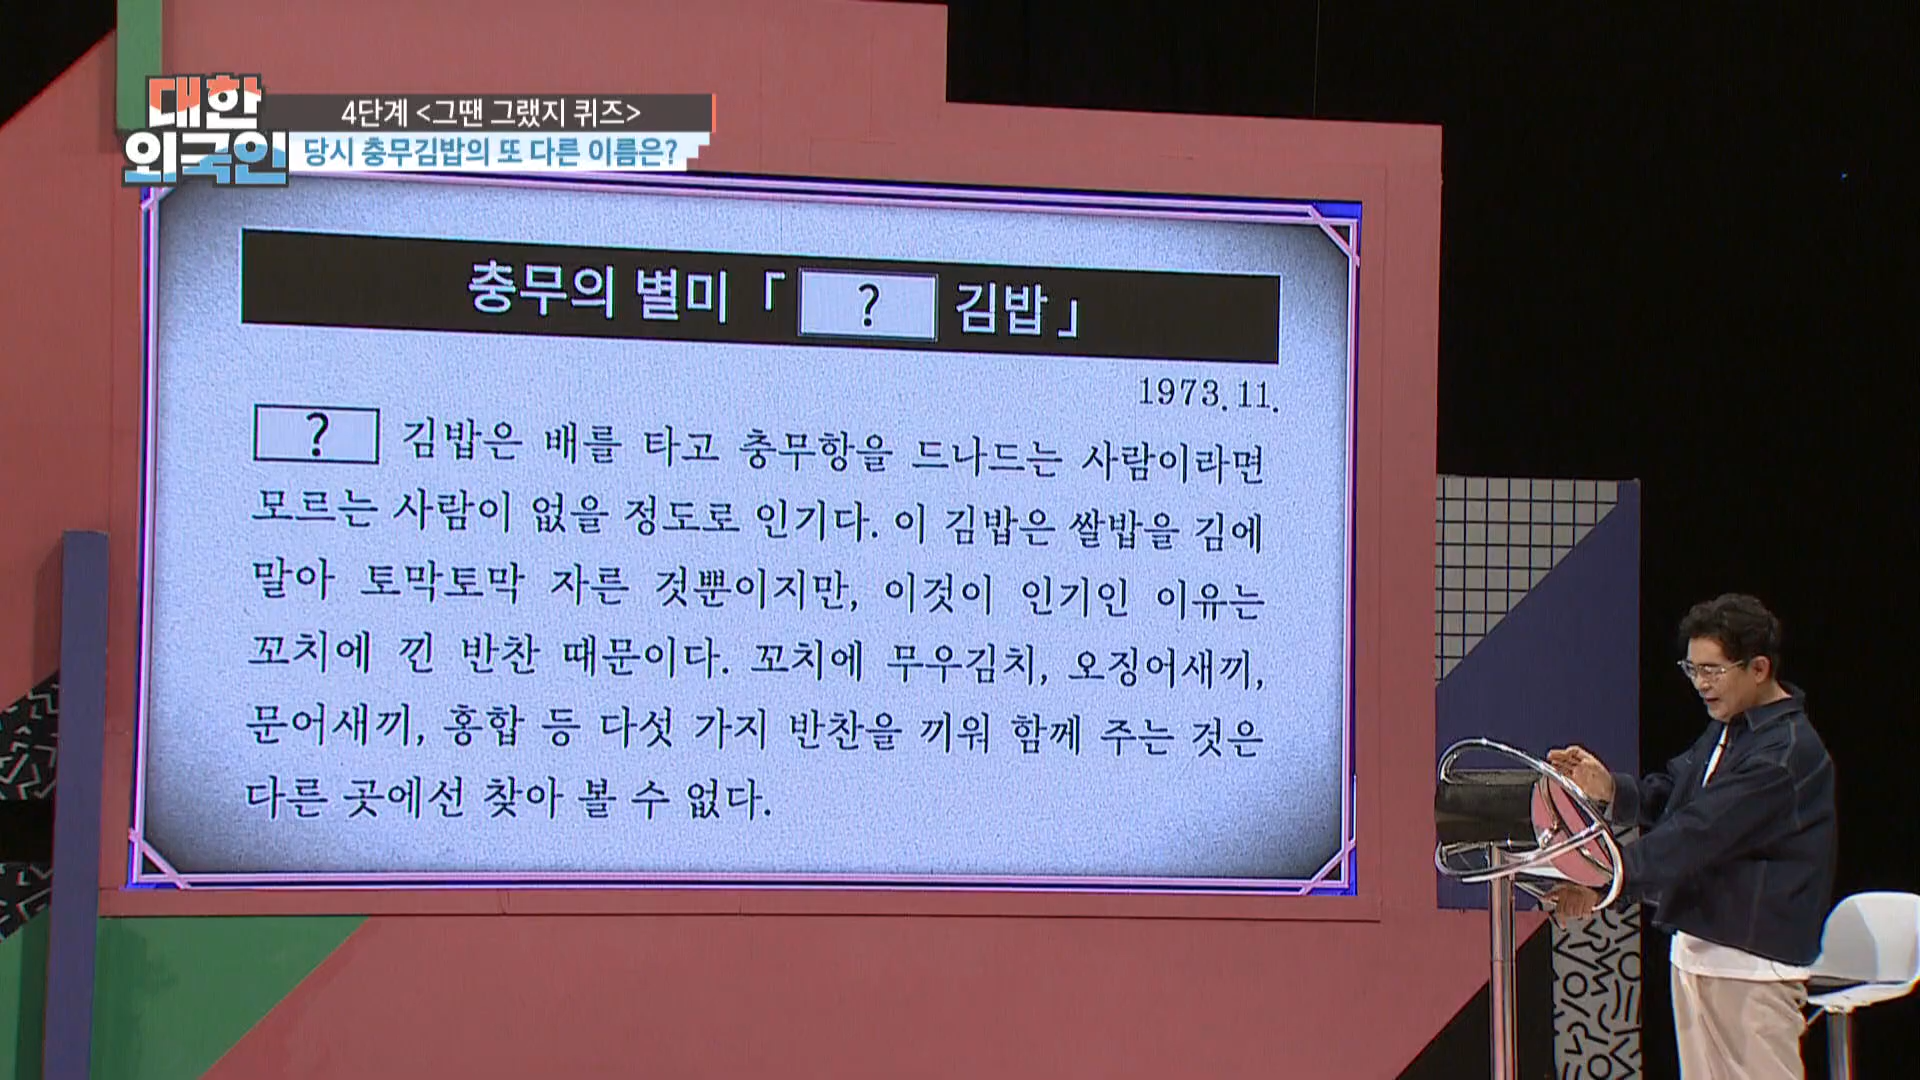 대한
외국인
4단계 <그땐 그랬지 퀴즈>
당시 충무김밥의 또 다른 이름은?
충무의 별미 「 ? 김밥」
1973.11.
? 김밥은 배를 타고 충무항을 드나드는 사람이라면
모르는 사람이 없을 정도로 인기다. 이 김밥은 쌀밥을 김에
말아 토막토막 자른 것뿐이지만, 이것이 인기인 이유는
꼬치에 낀 반찬 때문이다. 꼬치에 무우김치, 오징어새끼,
문어새끼, 홍합 등 다섯 가지 반찬을 끼워 함께 주는 것은
다른 곳에선 찾아 볼 수 없다.